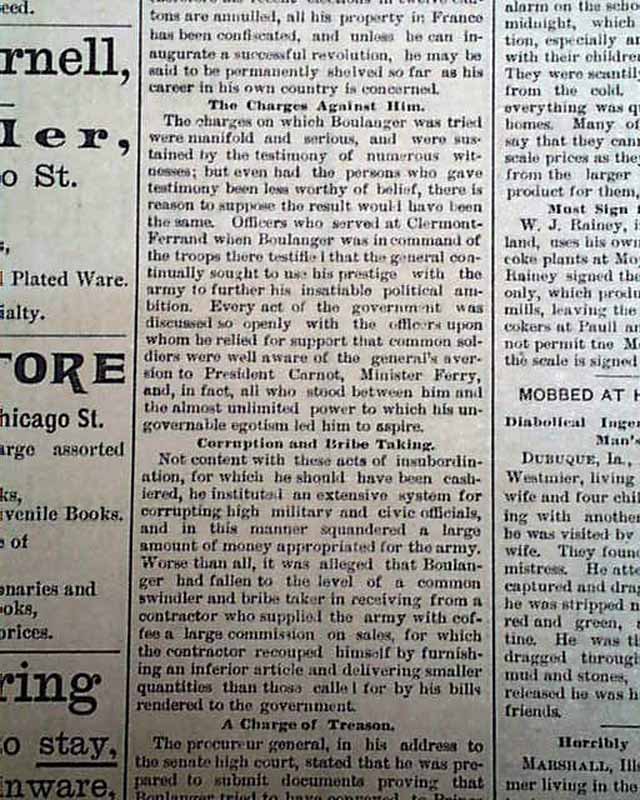 eed.
rnell,
ler,
o St.
s,
Plated Ware.
ialty.
TORE
hicago St.
arge assorted
ks,
venile Books.
e of
onaries and
ooks,
prices.
ring
o stay,
nware,
tons are annulled, all his property in France
has been confiscated, and unless he can in-
augurate a successful revolution, he may be
said to be permanently shelved so far as his
career in his own country is concerned.
The Charges Against Him.
The charges on which Boulanger was tried
were manifold and serious, and were sus-
tained by the testimony of numerous wit-
nesses; but even had the persons who gave
testimony been less worthy of belief, there is
reason to suppose the result would have been
the same. Officers who served at Clermont-
Ferrand when Boulanger was in command of
the troops there testified that the general con-
tinually sought to use his prestige with the
army to further his insatiable political am-
bition. Every act of the government was
discussed so openly with the officers upon
whom he relied for support that common sol-
diers were well aware of the general's aver-
sion to President Carnot, Minister Ferry,
and, in fact, all who stood between him and
the almost unlimited power to which his un-
governable egotism led him to aspire.
Corruption and Bribe Taking.
Not content with these acts of insubordin-
ation, for which he should have been cash-
iered, he instituted an extensive system for
corrupting high military and civic officials,
and in this manner squandered a large
amount of money appropriated for the army.
Worse than all, it was alleged that Boulan-
ger had fallen to the level of a common
swindler and bribe taker in receiving from a
contractor who supplied the army with cof-
fee a large commission on sales, for which
the contractor recouped himself by furnish-
ing an inferior article and delivering smaller
quantities than those called for by his bills
rendered to the government.
A Charge of Treason.
The procureur general, in his address to
the senate high court, stated that he was pre-
pared to submit documents proving that
alarm on the scho
midnight, which
tion, especially a
with their children
They were scantil
from the cold.
everything was q
homes. Many of
say that they cann
scale prices as they
from the larger
product for them,
Must Sign
W. J. Rainey, i
land, uses his own
coke plants at Moy
Rainey signed the
only, which produ
mills, leaving the
cokers at Paull a
not permit the M
the scale is signed
MOBBED AT H
Diabolical Inge
Man's
DUBUQUE, Ia.,
Westmier, living
wife and four chil
ing with another
he was visited by
wife. They foun
mistress. He atte
captured and drag
he was stripped n
red and green,
tine. He was ti
dragged through
mud and stones,
released he was h
friends.
Horribly
MARSHALL, Ill
mer living in the